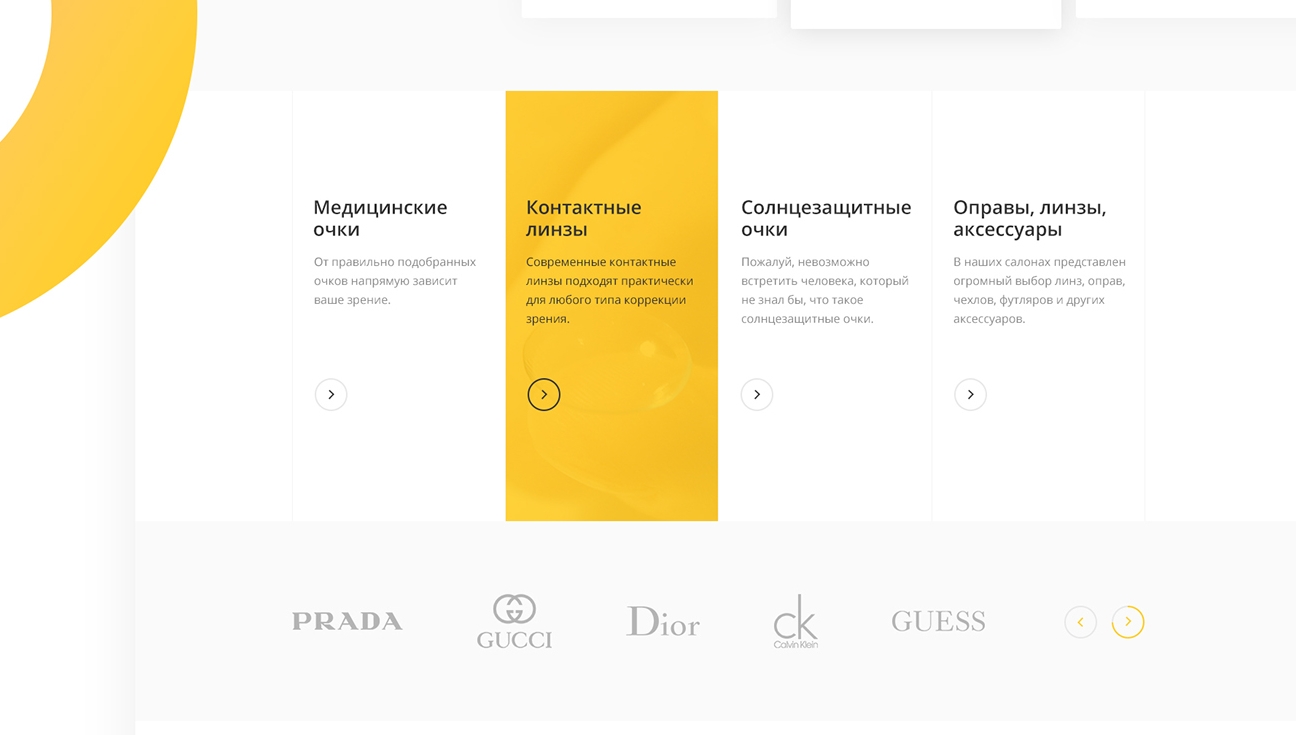 Медицинские
очки
От правильно подобранных
очков напрямую зависит
ваше зрение.
Контактные
линзы
Современные контактные
линзы подходят практически
для любого типа коррекции
зрения.
Солнцезащитные
очки
Пожалуй, невозможно
встретить человека, который
не знал бы, что такое
солнцезащитные очки.
Оправы, линзы,
аксессуары
В наших салонах представлен
огромный выбор линз, оправ,
чехлов, футляров и других
аксессуаров.
PRADA
GUCCI
Dior
ck
Calvin Klein
GUESS